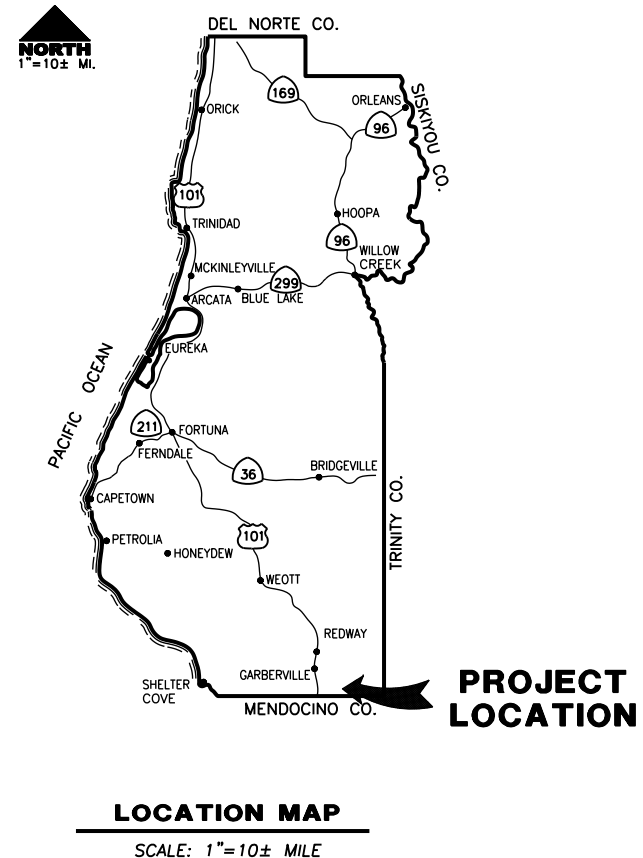 DEL NORTE CO.
NORTH
1"=10± MI.
169
ORLEANS
SISKIYOU CO.
ORICK
96
101
HOOPA
TRINIDAD
96
WILLOW
CREEK
MCKINLEYVILLE
299
ARCATA
BLUE LAKE
EUREKA
PACIFIC OCEAN
211
FORTUNA
FERNDALE
36
BRIDGEVILLE
CAPETOWN
TRINITY CO.
101
PETROLIA
HONEYDEW
WEOTT
REDWAY
GARBERVILLE
SHELTER
COVE
MENDOCINO CO.
PROJECT
LOCATION
LOCATION MAP
SCALE: 1"=10± MILE